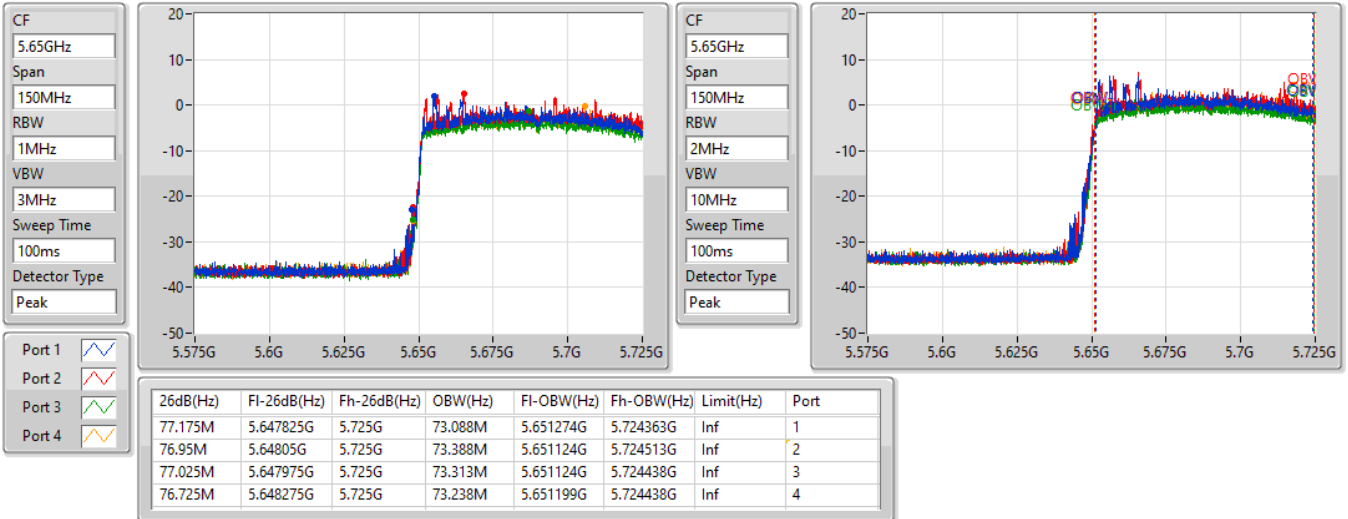 CF
5.65GHz
Span
150MHz
RBW
1MHz
VBW
3MHz
Sweep Time
100ms
Detector Type
Peak
20
10
0
-10
-20
-30
-40
-50
5.575G 5.6G 5.625G 5.65G 5.675G 5.7G 5.725G
CF
5.65GHz
Span
150MHz
RBW
2MHz
VBW
10MHz
Sweep Time
100ms
Detector Type
Peak
20
10
0
-10
-20
-30
-40
-50
OBW
OBW
OBW
5.575G 5.6G 5.625G 5.65G 5.675G 5.7G 5.725G
Port 1
Port 2
Port 3
Port 4
26dB(Hz) Fl-26dB(Hz) Fh-26dB(Hz) OBW(Hz) Fl-OBW(Hz) Fh-OBW(Hz) Limit(Hz) Port
77.175M 5.647825G 5.725G 73.088M 5.651274G 5.724363G Inf 1
76.95M 5.64805G 5.725G 73.388M 5.651124G 5.724513G Inf 2
77.025M 5.647975G 5.725G 73.313M 5.651124G 5.724438G Inf 3
76.725M 5.648275G 5.725G 73.238M 5.651199G 5.724438G Inf 4